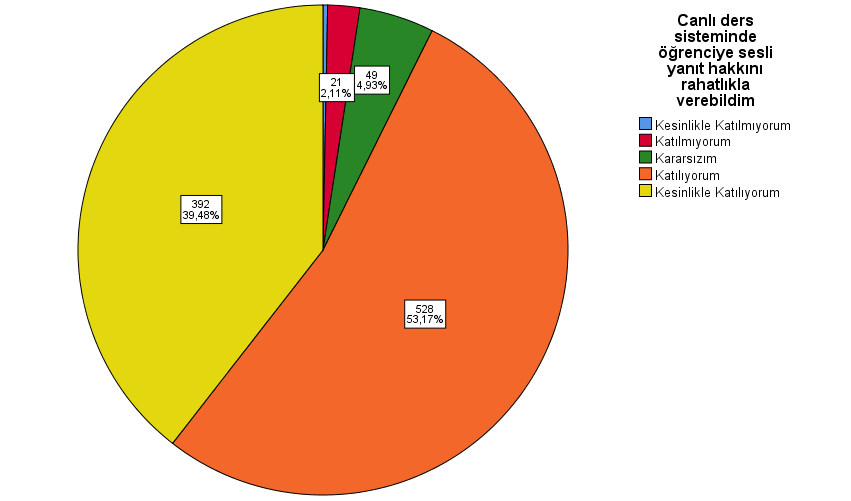 Canlı ders
sisteminde
öğrenciye sesli
yanıt hakkını
rahatlıkla
verebildim
Kesinlikle Katılmıyorum
Katılmıyorum
Kararsızım
Katılıyorum
Kesinlikle Katılıyorum
21
2,11%
49
4,93%
392
39,48%
528
53,17%